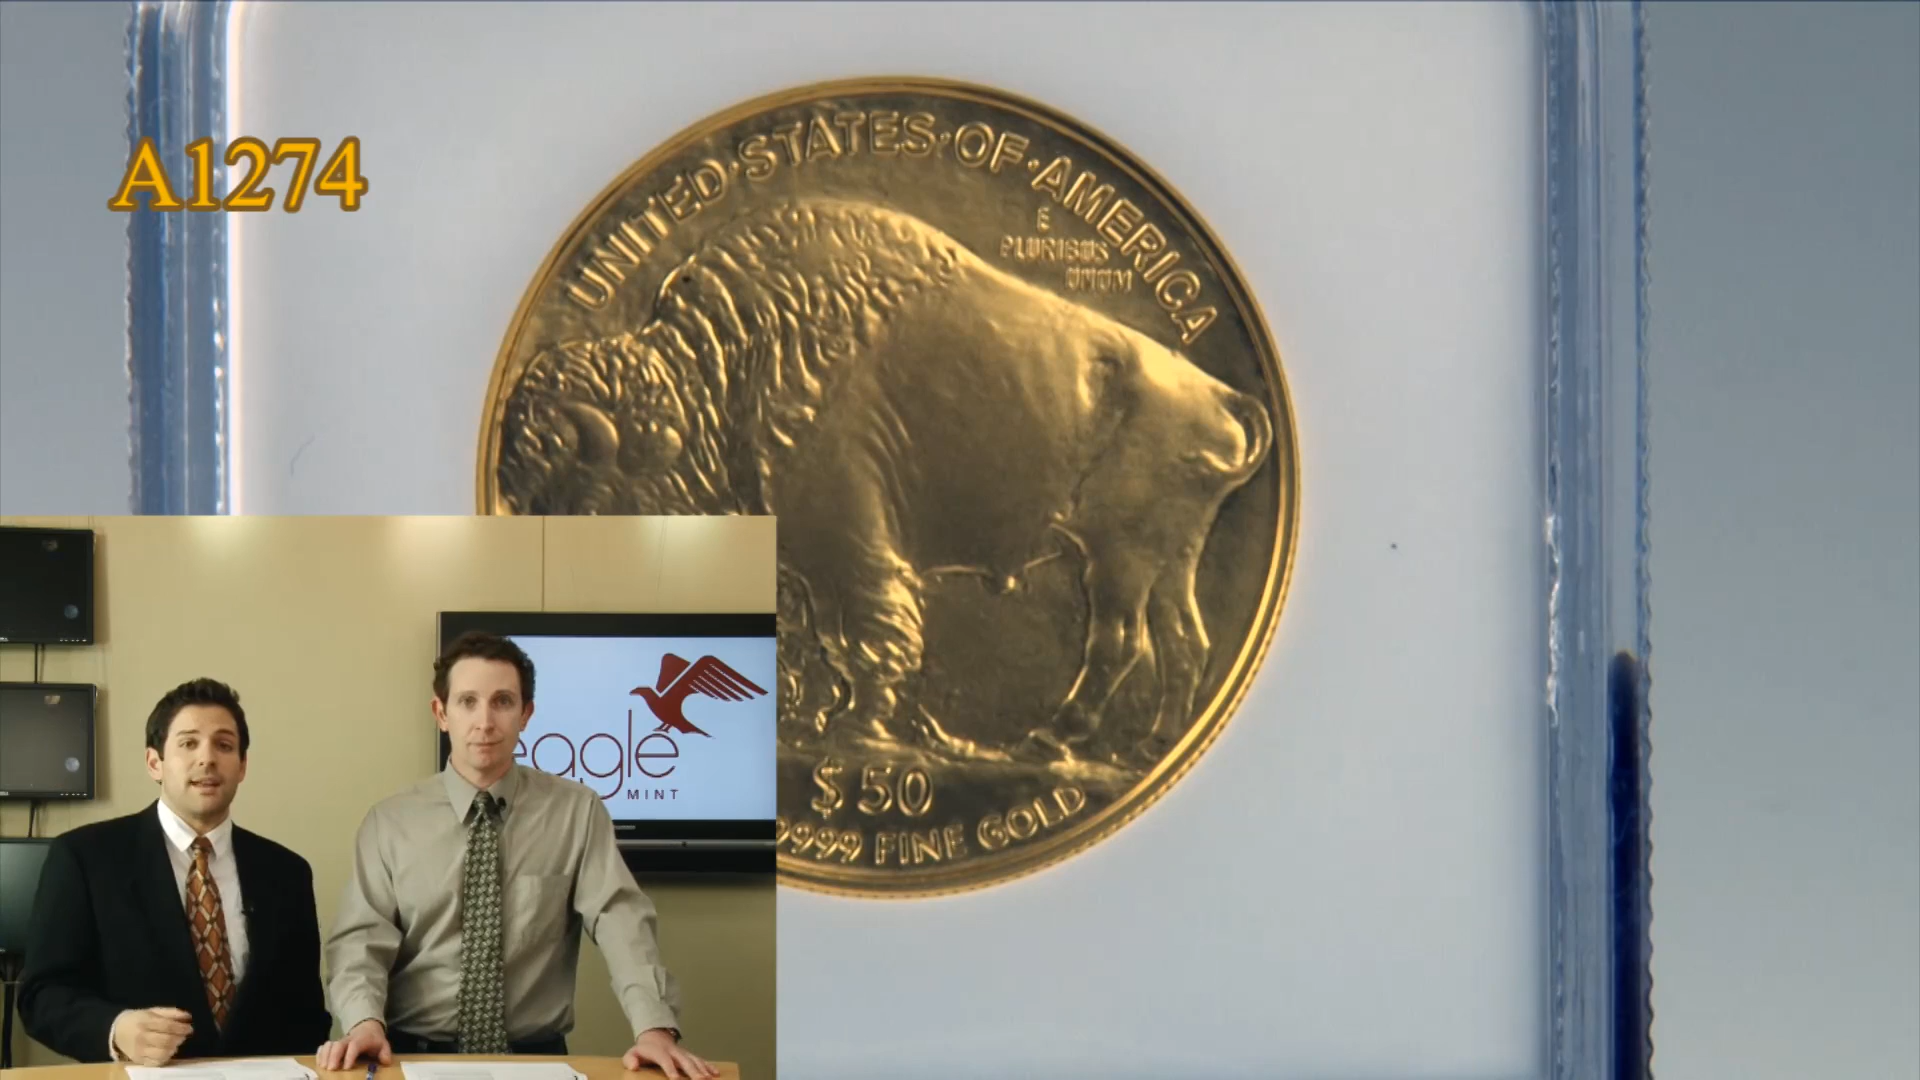 A1274
UNITED·STATES·OF·AMERICA
E
PLURIBUS
UNUM
$50
9999 FINE GOLD
eagle
MINT